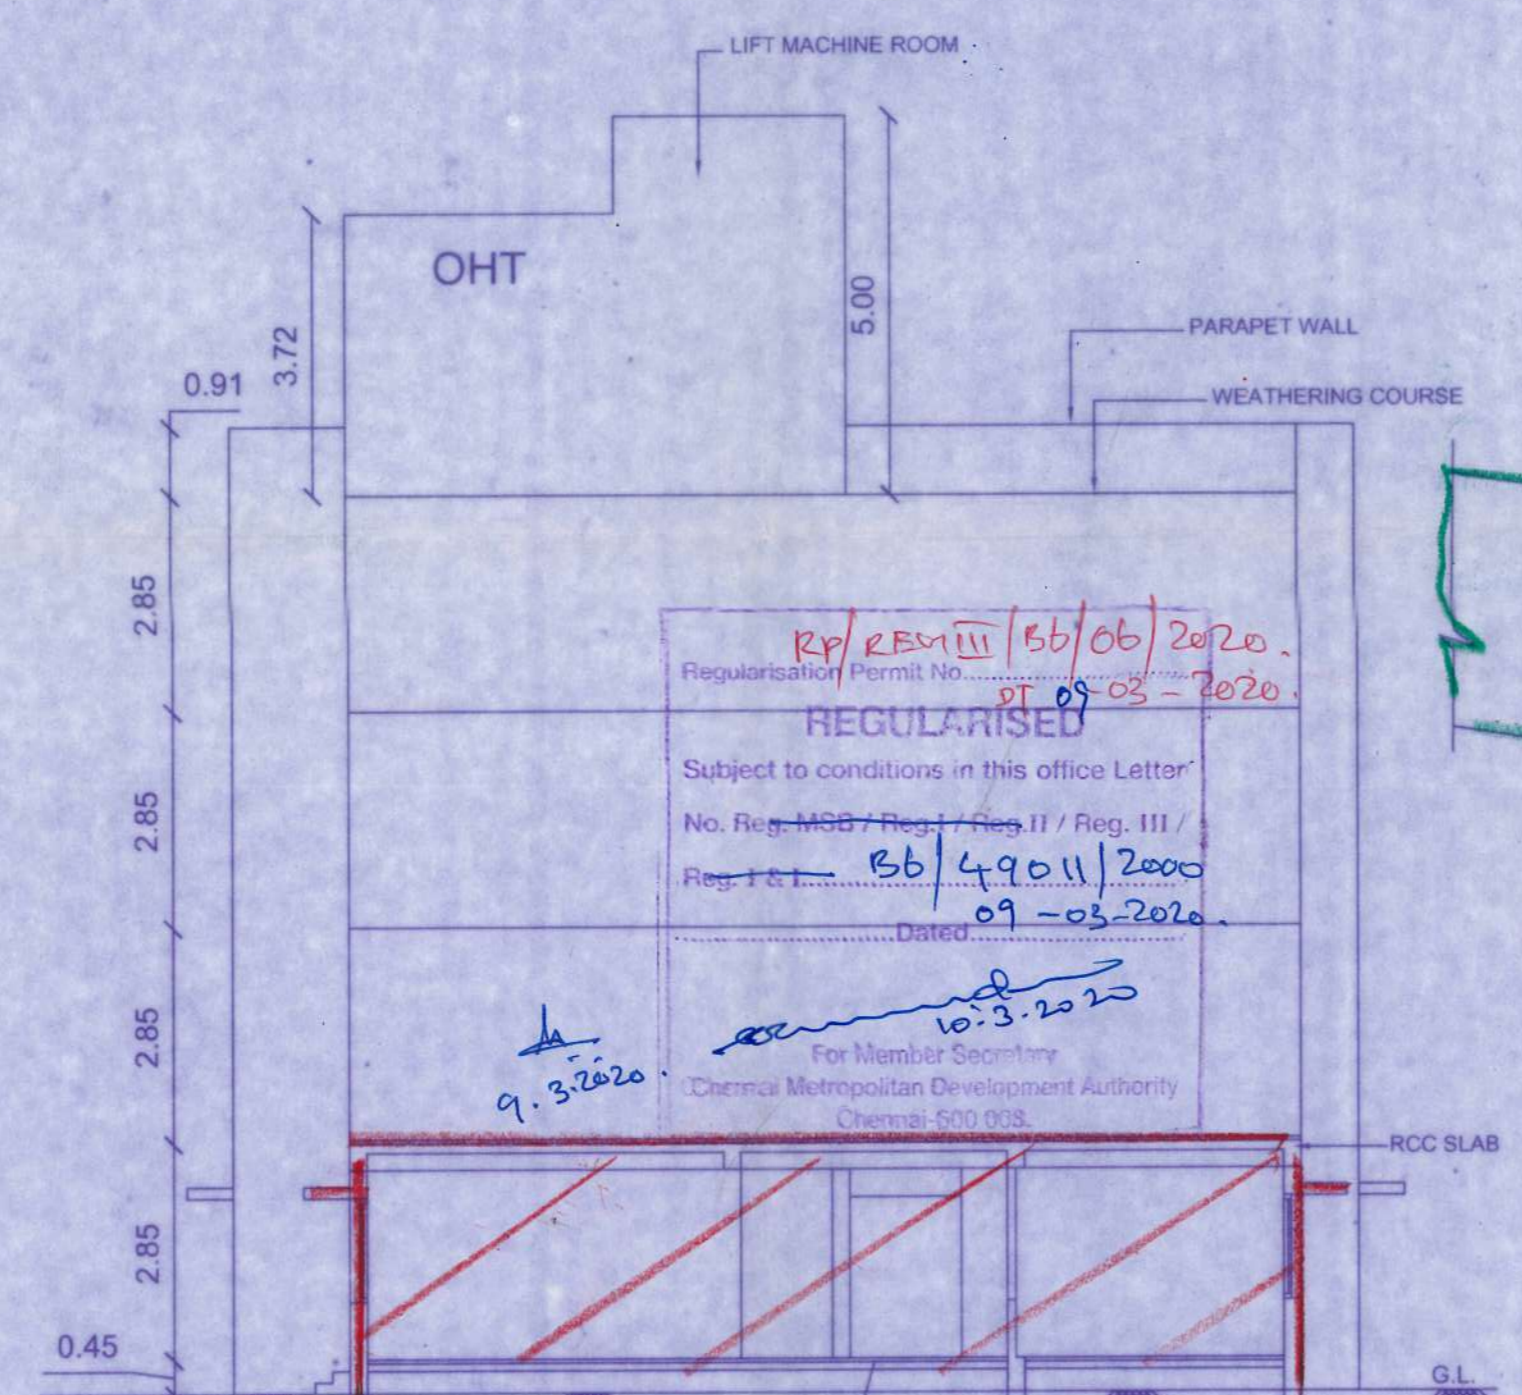 LIFT MACHINE ROOM
OHT
3.72
5.00
0.91
PARAPET WALL
WEATHERING COURSE
2.85
RP/ /B6/06/2020.
Regularisation Permit No
DT 09-03-2020.
REGULARISED
Subject to conditions in this office Letter
2.85
No. Reg. MSB / Reg.I / Reg.II / Reg. III /
Reg. I & I B6/49011/2000
09-03-2020.
Dated
2.85
10.3.2020
9.3.2020.
For Member Secretary
Chennai Metropolitan Development Authority
Chennai-600 008.
RCC SLAB
2.85
0.45
G.L.